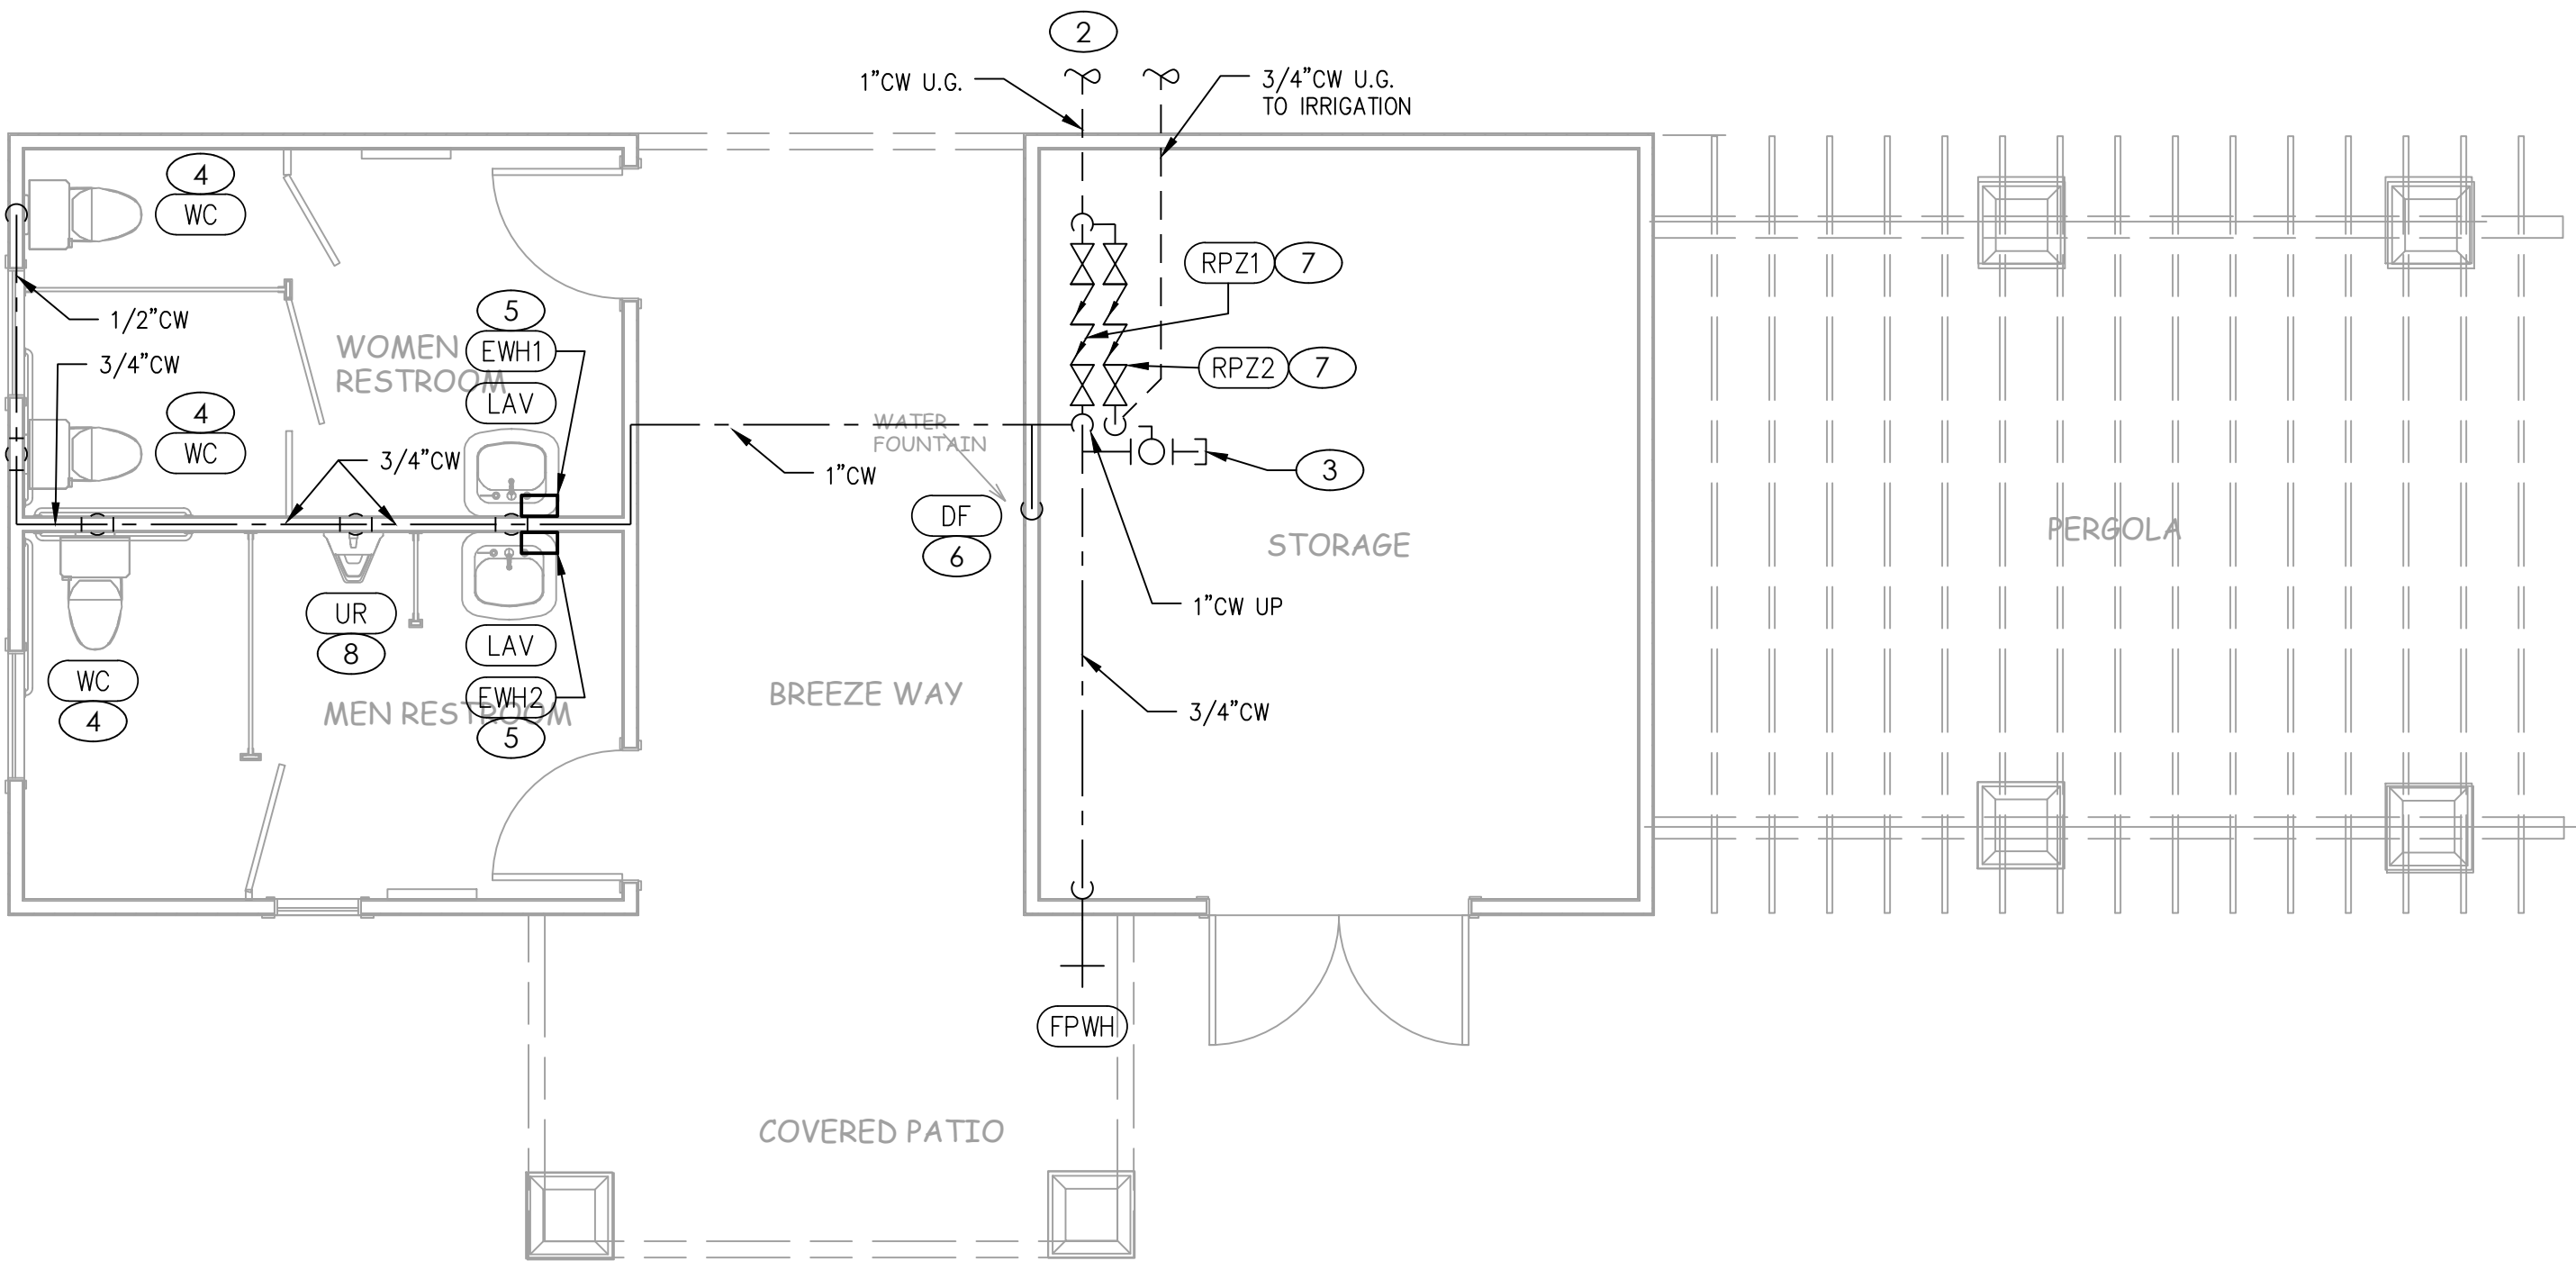 2
1"CW U.G.
3/4"CW U.G.
TO IRRIGATION
4
WC
1/2"CW
3/4"CW
WOMEN
RESTROOM
5
EWH1
LAV
4
WC
3/4"CW
WATER
FOUNTAIN
1"CW
RPZ1
7
RPZ2
7
3
DF
6
STORAGE
PERGOLA
1"CW UP
UR
8
LAV
WC
4
EWH2
5
MEN RESTROOM
BREEZE WAY
3/4"CW
FPWH
COVERED PATIO